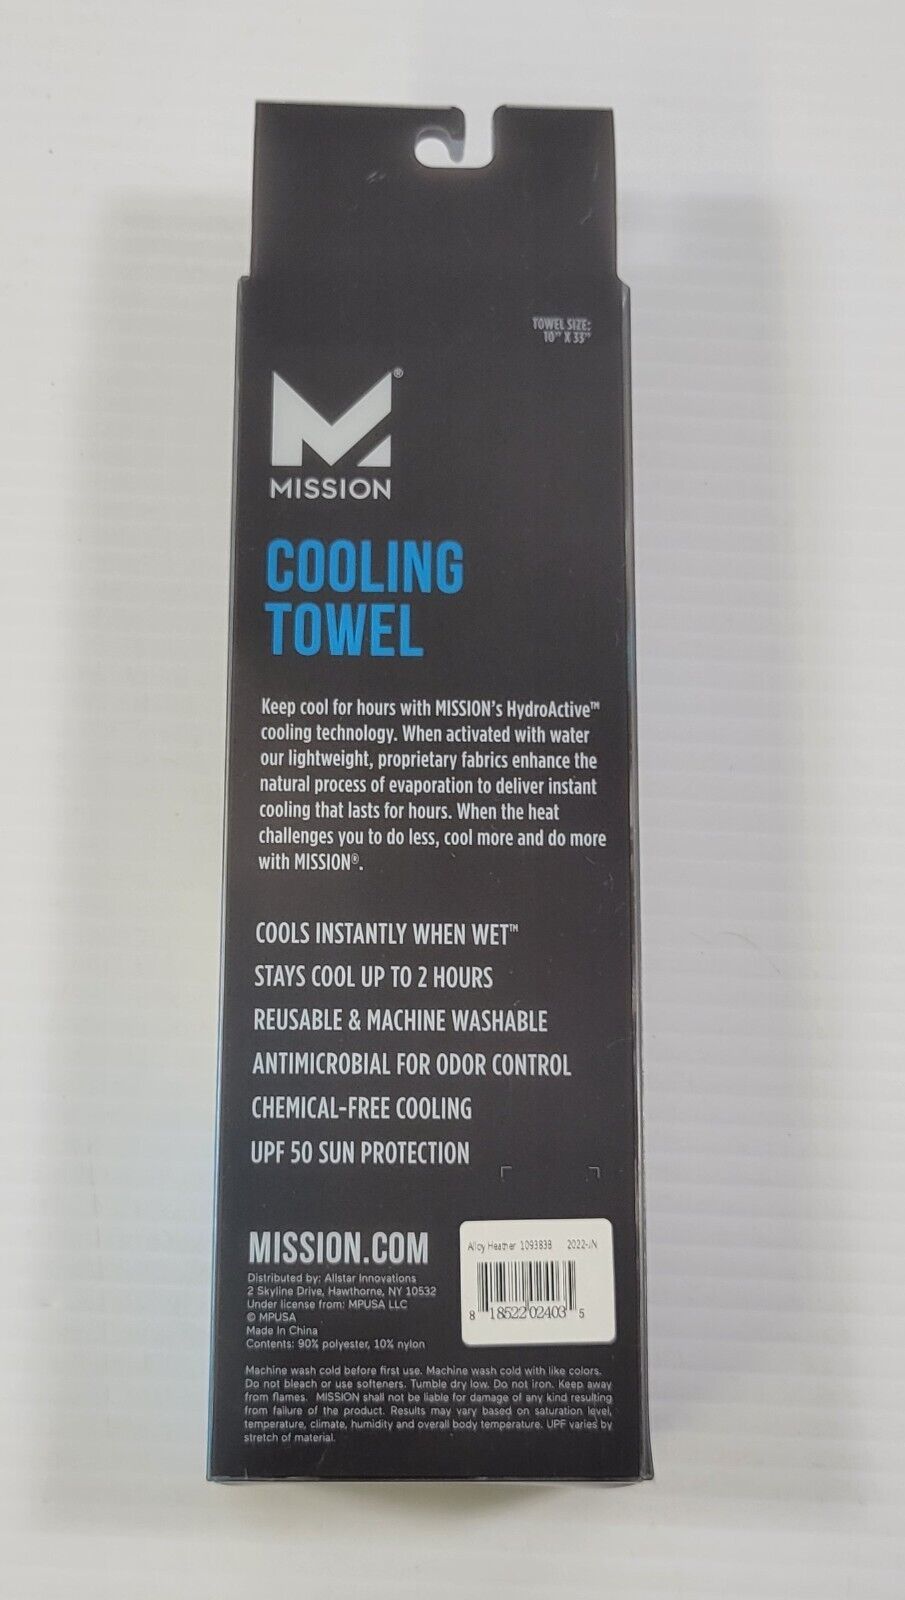 TOWEL SIZE:
10" X 33"
®
MISSION
COOLING
TOWEL
Keep cool for hours with MISSION's HydroActive™
cooling technology. When activated with water
our lightweight, proprietary fabrics enhance the
natural process of evaporation to deliver instant
cooling that lasts for hours. When the heat
challenges you to do less, cool more and do more
with MISSION®.
COOLS INSTANTLY WHEN WET™
STAYS COOL UP TO 2 HOURS
REUSABLE & MACHINE WASHABLE
ANTIMICROBIAL FOR ODOR CONTROL
CHEMICAL-FREE COOLING
UPF 50 SUN PROTECTION
MISSION.COM
Distributed by: Allstar Innovations
2 Skyline Drive, Hawthorne, NY 10532
Under license from: MPUSA LLC
© MPUSA
Made In China
Contents: 90% polyester, 10% nylon
Alloy Heather 109383B 2022-JN
8 18522 02403 5
Machine wash cold before first use. Machine wash cold with like colors.
Do not bleach or use softeners. Tumble dry low. Do not iron. Keep away
from flames. MISSION shall not be liable for damage of any kind resulting
from failure of the product. Results may vary based on saturation level,
temperature, climate, humidity and overall body temperature. UPF varies by
stretch of material.